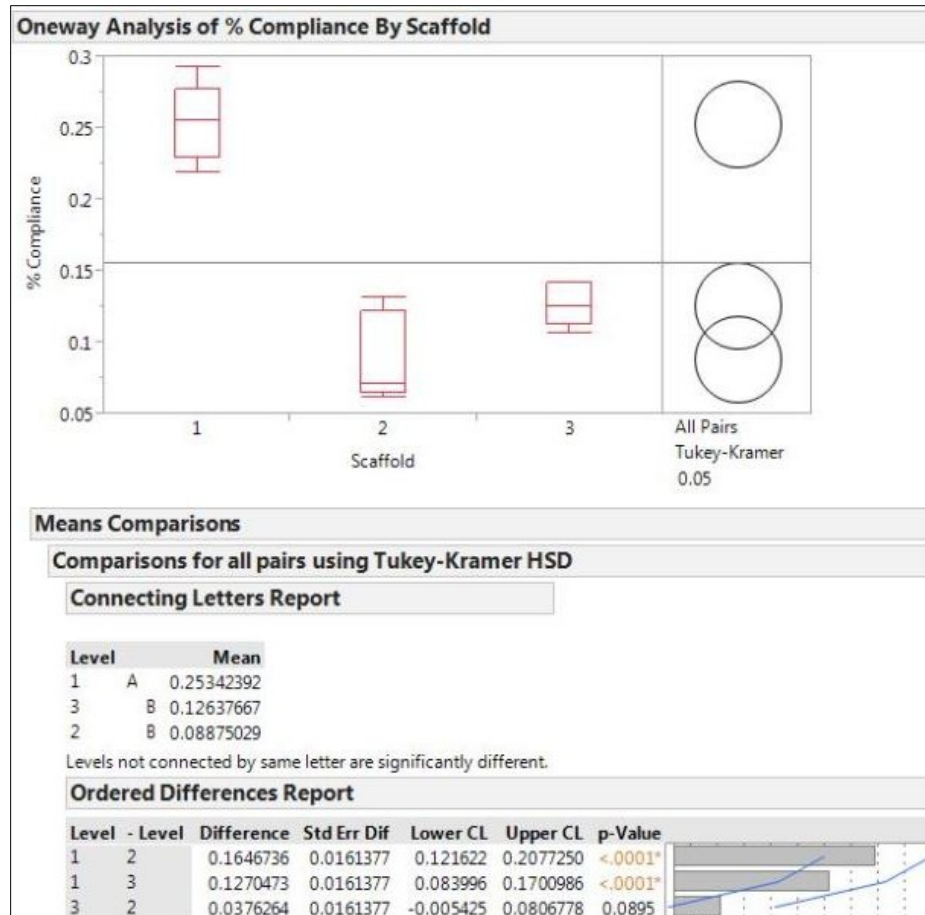 Oneway Analysis of % Compliance By Scaffold
0.3
0.25
0.2
0.15
0.1
0.05
% Compliance
1 2 3
Scaffold
All Pairs
Tukey-Kramer
0.05
Means Comparisons
Comparisons for all pairs using Tukey-Kramer HSD
Connecting Letters Report
Level Mean
1 A 0.25342392
3 B 0.12637667
2 B 0.08875029
Levels not connected by same letter are significantly different.
Ordered Differences Report
Level - Level Difference Std Err Dif Lower CL Upper CL p-Value
1 2 0.1646736 0.0161377 0.121622 0.2077250 <.0001*
1 3 0.1270473 0.0161377 0.083996 0.1700986 <.0001*
3 2 0.0376264 0.0161377 -0.005425 0.0806778 0.0895